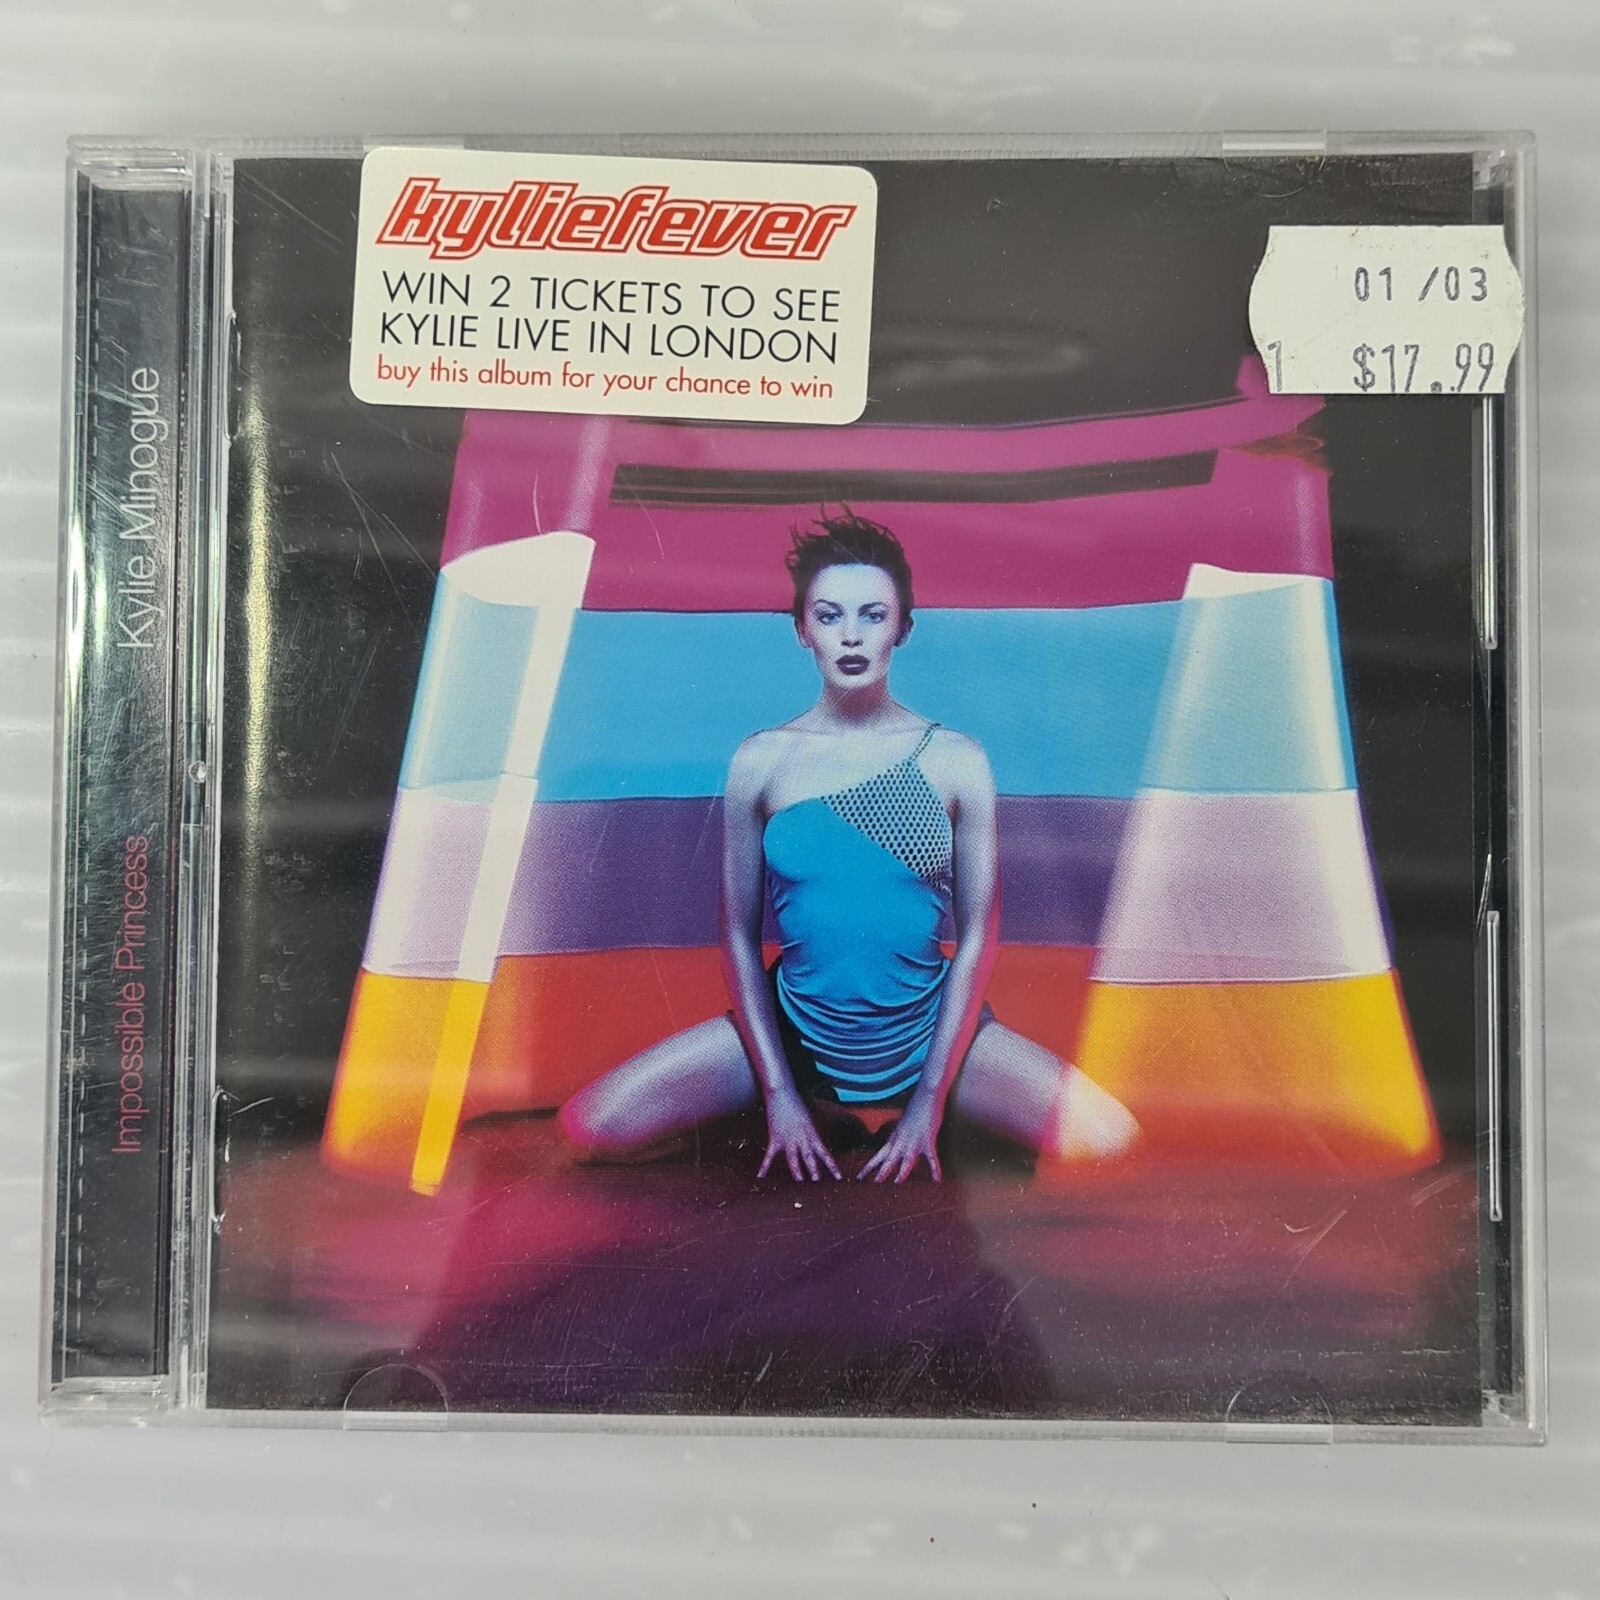 kyliefever
WIN 2 TICKETS TO SEE
KYLIE LIVE IN LONDON
buy this album for your chance to win
01 /03
1 $17.99
Impossible Princess Kylie Minogue